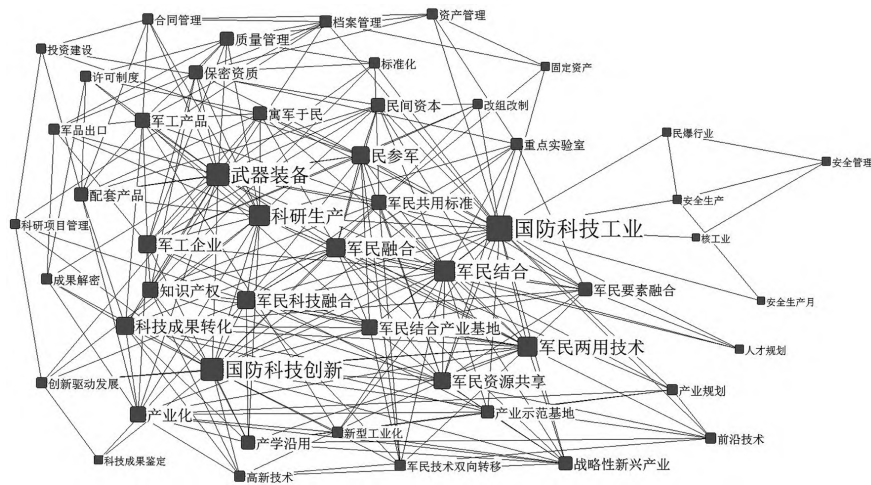 合同管理
档案管理
资产管理
质量管理
投资建设
标准化
固定资产
保密资质
许可制度
民间资本
改组改制
寓军于民
军工产品
军品出口
民爆行业
重点实验室
民参军
安全管理
武器装备
配套产品
安全生产
军民共用标准
科研生产
科研项目管理
国防科技工业
核工业
军工企业
军民融合
军民结合
成果解密
知识产权
军民要素融合
军民科技融合
安全生产月
科技成果转化
军民结合产业基地
军民两用技术
人才规划
国防科技创新
创新驱动发展
军民资源共享
产业规划
产业化
产业示范基地
新型工业化
前沿技术
产学沿用
科技成果鉴定
军民技术双向转移
战略性新兴产业
高新技术